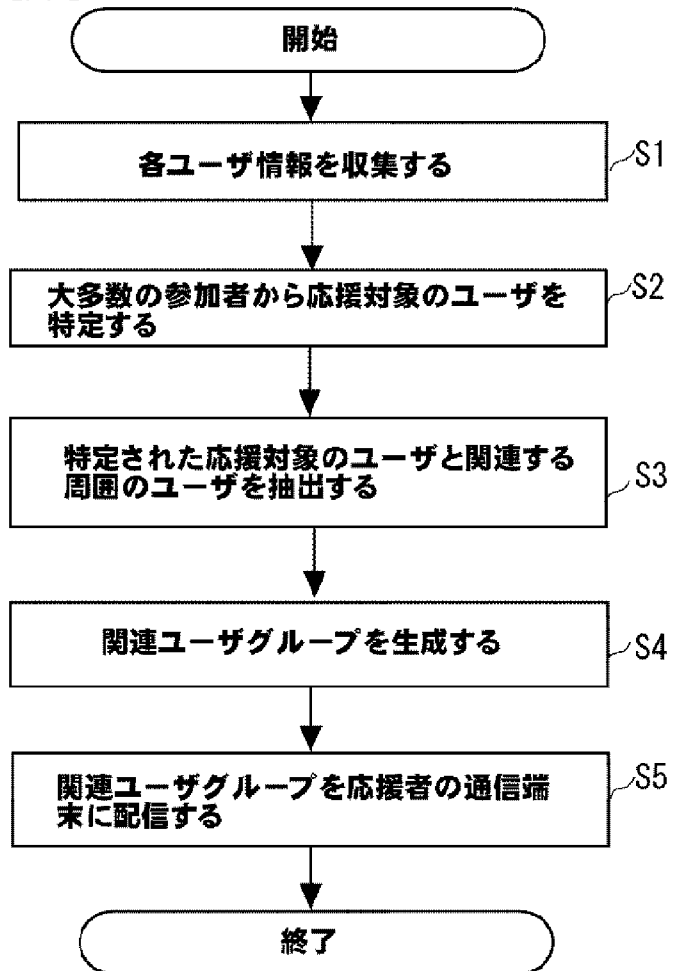 開始
各ユーザ情報を収集する
S1
大多数の参加者から応援対象のユーザを
特定する
S2
特定された応援対象のユーザと関連する
周囲のユーザを抽出する
S3
関連ユーザグループを生成する
S4
関連ユーザグループを応援者の通信端
末に配信する
S5
終了